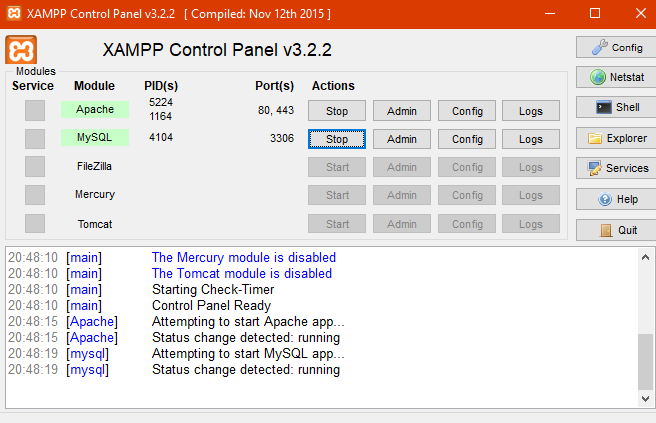 XAMPP Control Panel v3.2.2 [ Compiled: Nov 12th 2015 ]
XAMPP Control Panel v3.2.2
Config
Modules
Service Module PID(s) Port(s) Actions
Netstat
Apache 5224 1164 80, 443 Stop Admin Config Logs
Shell
MySQL 4104 3306 Stop Admin Config Logs
Explorer
FileZilla Start Admin Config Logs
Services
Mercury Start Admin Config Logs
Help
Tomcat Start Admin Config Logs
Quit
20:48:10 [main] The Mercury module is disabled
20:48:10 [main] The Tomcat module is disabled
20:48:10 [main] Starting Check-Timer
20:48:10 [main] Control Panel Ready
20:48:15 [Apache] Attempting to start Apache app...
20:48:15 [Apache] Status change detected: running
20:48:19 [mysql] Attempting to start MySQL app...
20:48:19 [mysql] Status change detected: running